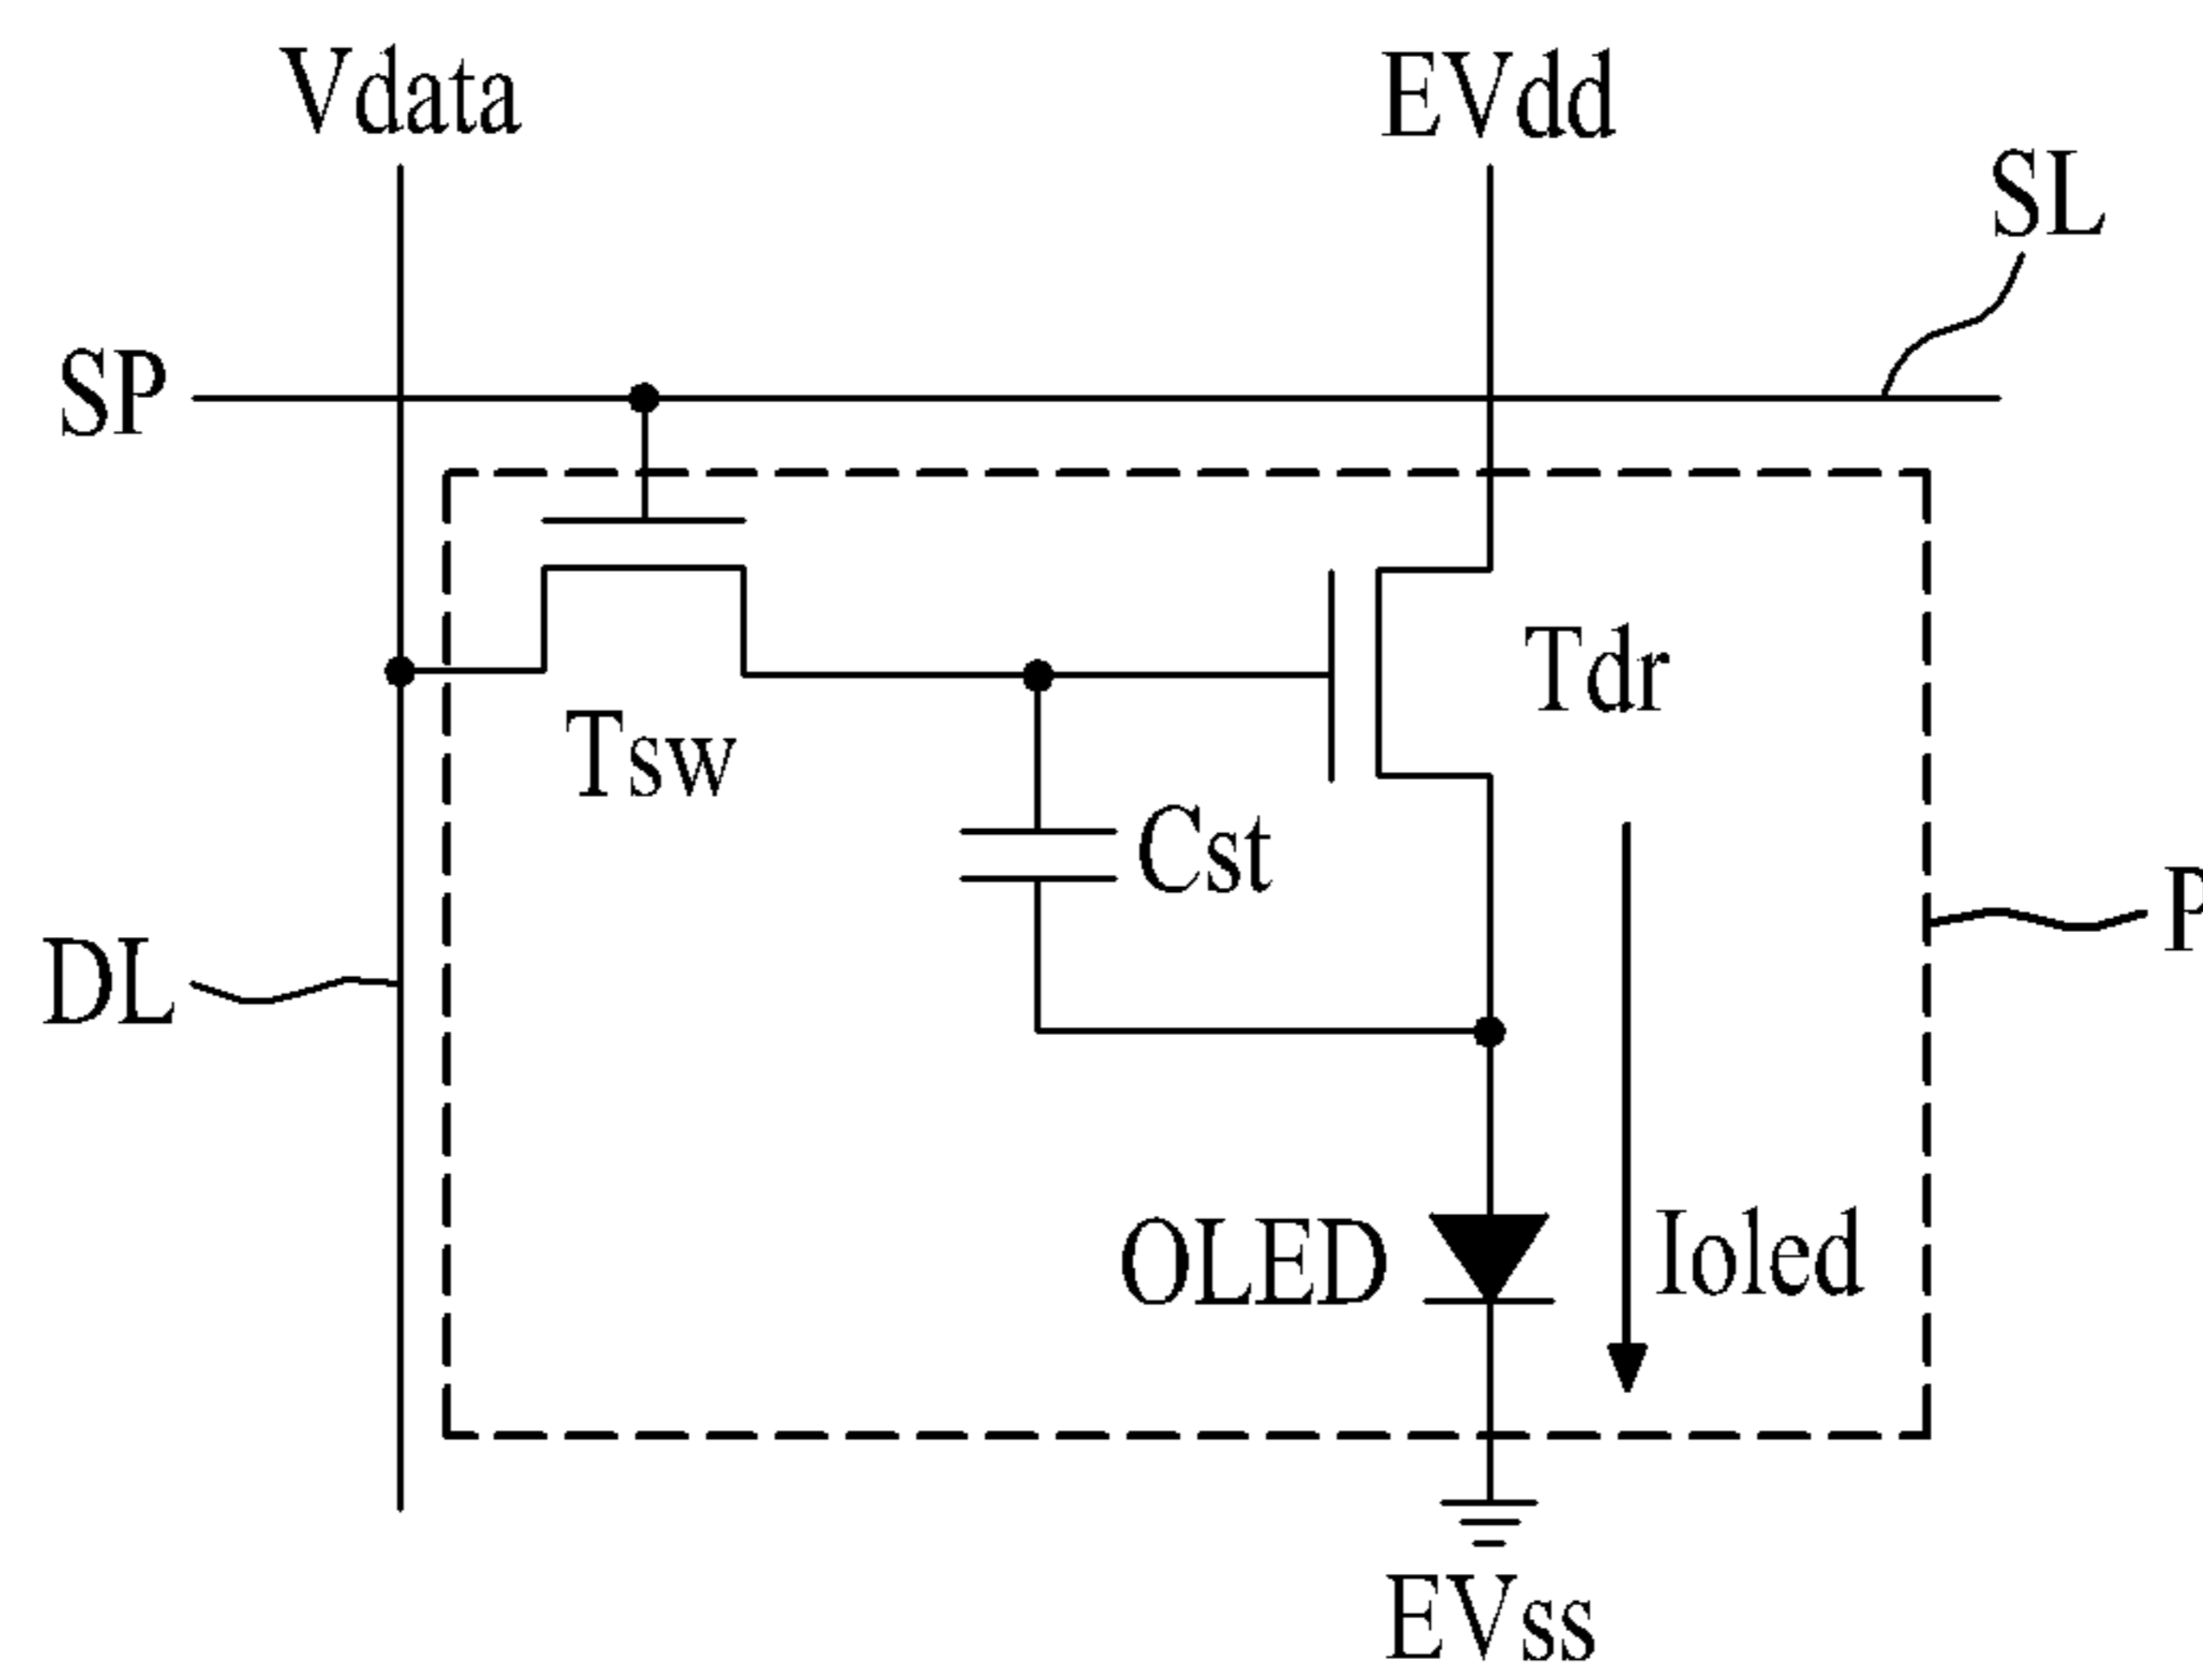 Vdata
EVdd
SL
SP
Tdr
Tsw
Cst
P
DL
OLED
Ioled
EVss